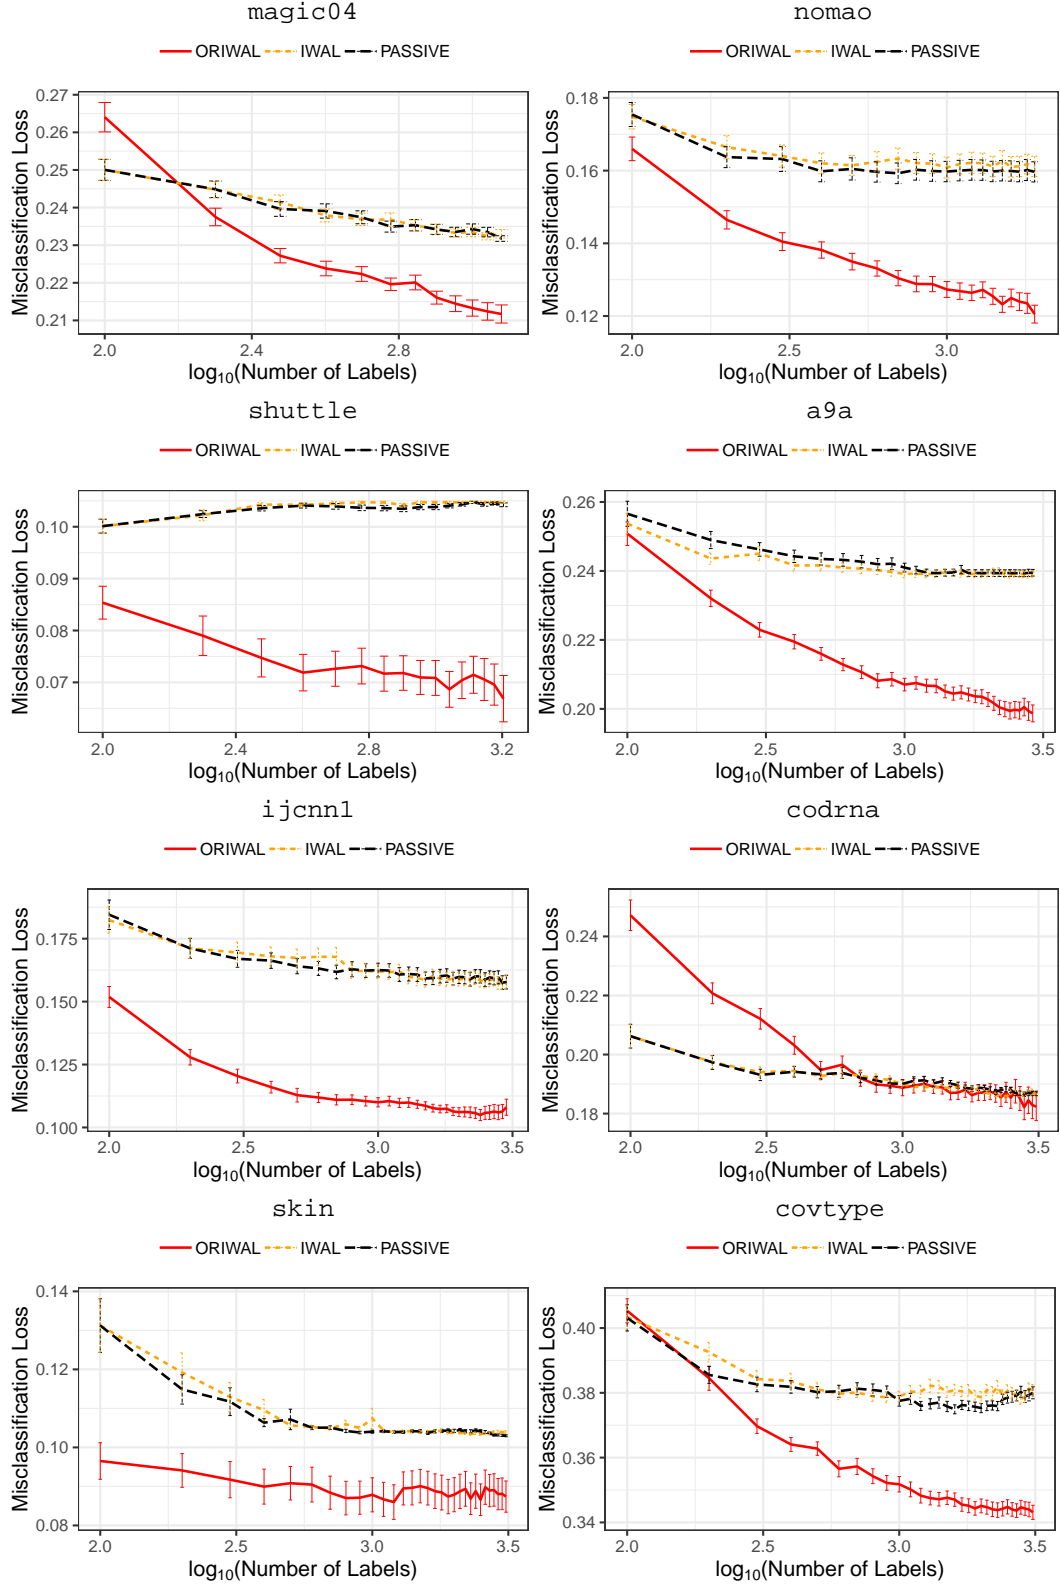 magic04
ORIWAL IWAL PASSIVE
Misclassification Loss
0.27
0.26
0.25
0.24
0.23
0.22
0.21
2.0 2.4 2.8
log10(Number of Labels)
nomao
ORIWAL IWAL PASSIVE
Misclassification Loss
0.18
0.16
0.14
0.12
2.0 2.5 3.0
log10(Number of Labels)
shuttle
ORIWAL IWAL PASSIVE
Misclassification Loss
0.10
0.09
0.08
0.07
2.0 2.4 2.8 3.2
log10(Number of Labels)
a9a
ORIWAL IWAL PASSIVE
Misclassification Loss
0.26
0.24
0.22
0.20
2.0 2.5 3.0 3.5
log10(Number of Labels)
ijcnn1
ORIWAL IWAL PASSIVE
Misclassification Loss
0.175
0.150
0.125
0.100
2.0 2.5 3.0 3.5
log10(Number of Labels)
codrna
ORIWAL IWAL PASSIVE
Misclassification Loss
0.24
0.22
0.20
0.18
2.0 2.5 3.0 3.5
log10(Number of Labels)
skin
ORIWAL IWAL PASSIVE
Misclassification Loss
0.14
0.12
0.10
0.08
2.0 2.5 3.0 3.5
log10(Number of Labels)
covtype
ORIWAL IWAL PASSIVE
Misclassification Loss
0.40
0.38
0.36
0.34
2.0 2.5 3.0 3.5
log10(Number of Labels)